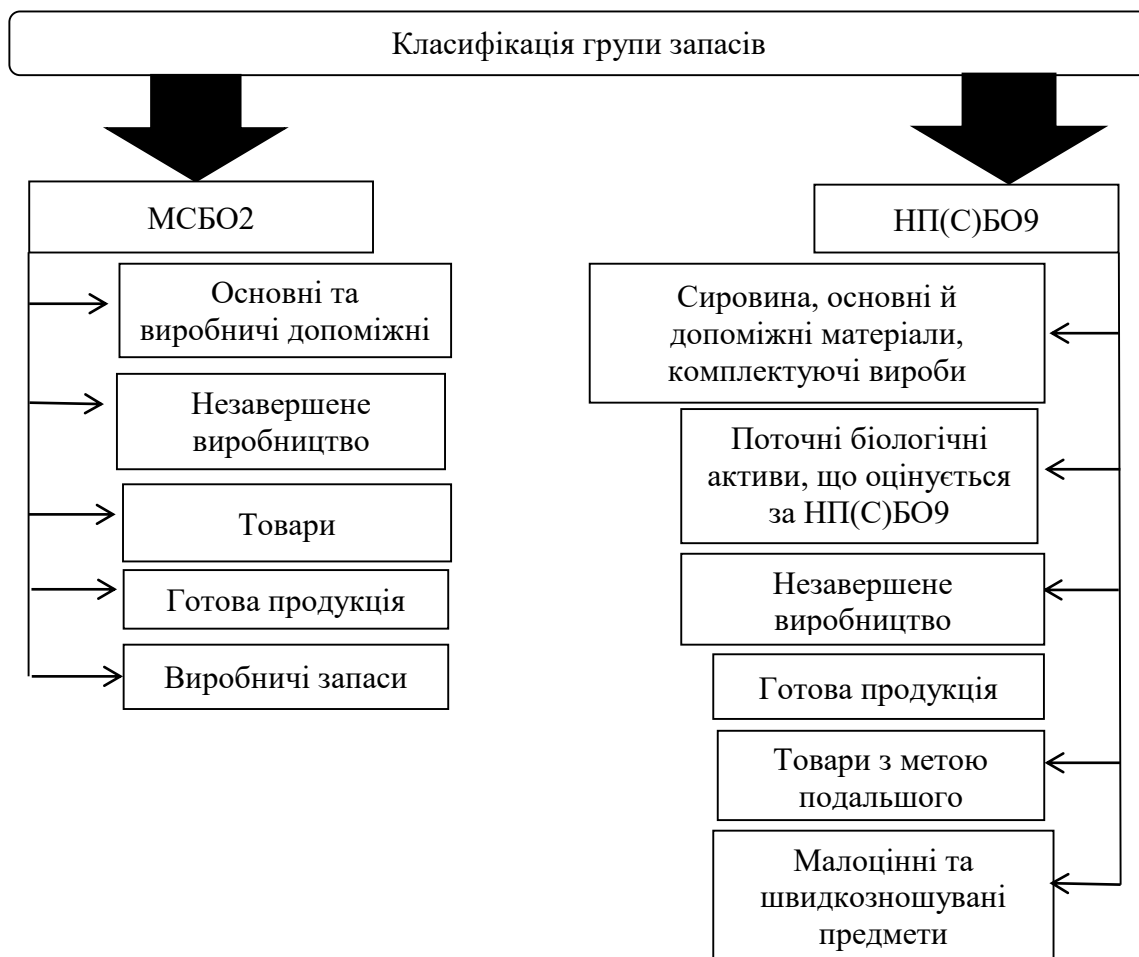 Класифікація групи запасів
МСБО2
Основні та
виробничі допоміжні
Незавершене
виробництво
Товари
Готова продукція
Виробничі запаси
НП(С)БО9
Сировина, основні й
допоміжні матеріали,
комплектуючі вироби
Поточні біологічні
активи, що оцінується
за НП(С)БО9
Незавершене
виробництво
Готова продукція
Товари з метою
подальшого
Малоцінні та
швидкозношувані
предмети